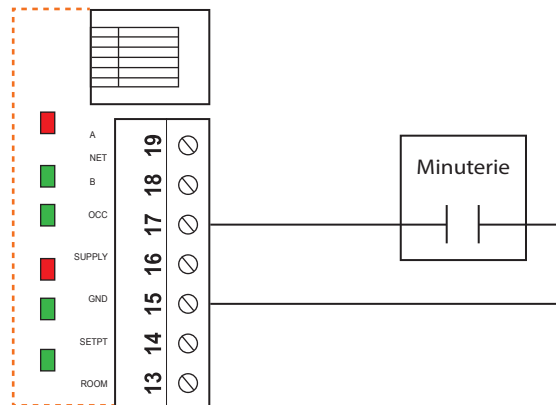 A
NET
B
OCC
SUPPLY
GND
SETPT
ROOM
19
18
17
16
15
14
13
Minuterie